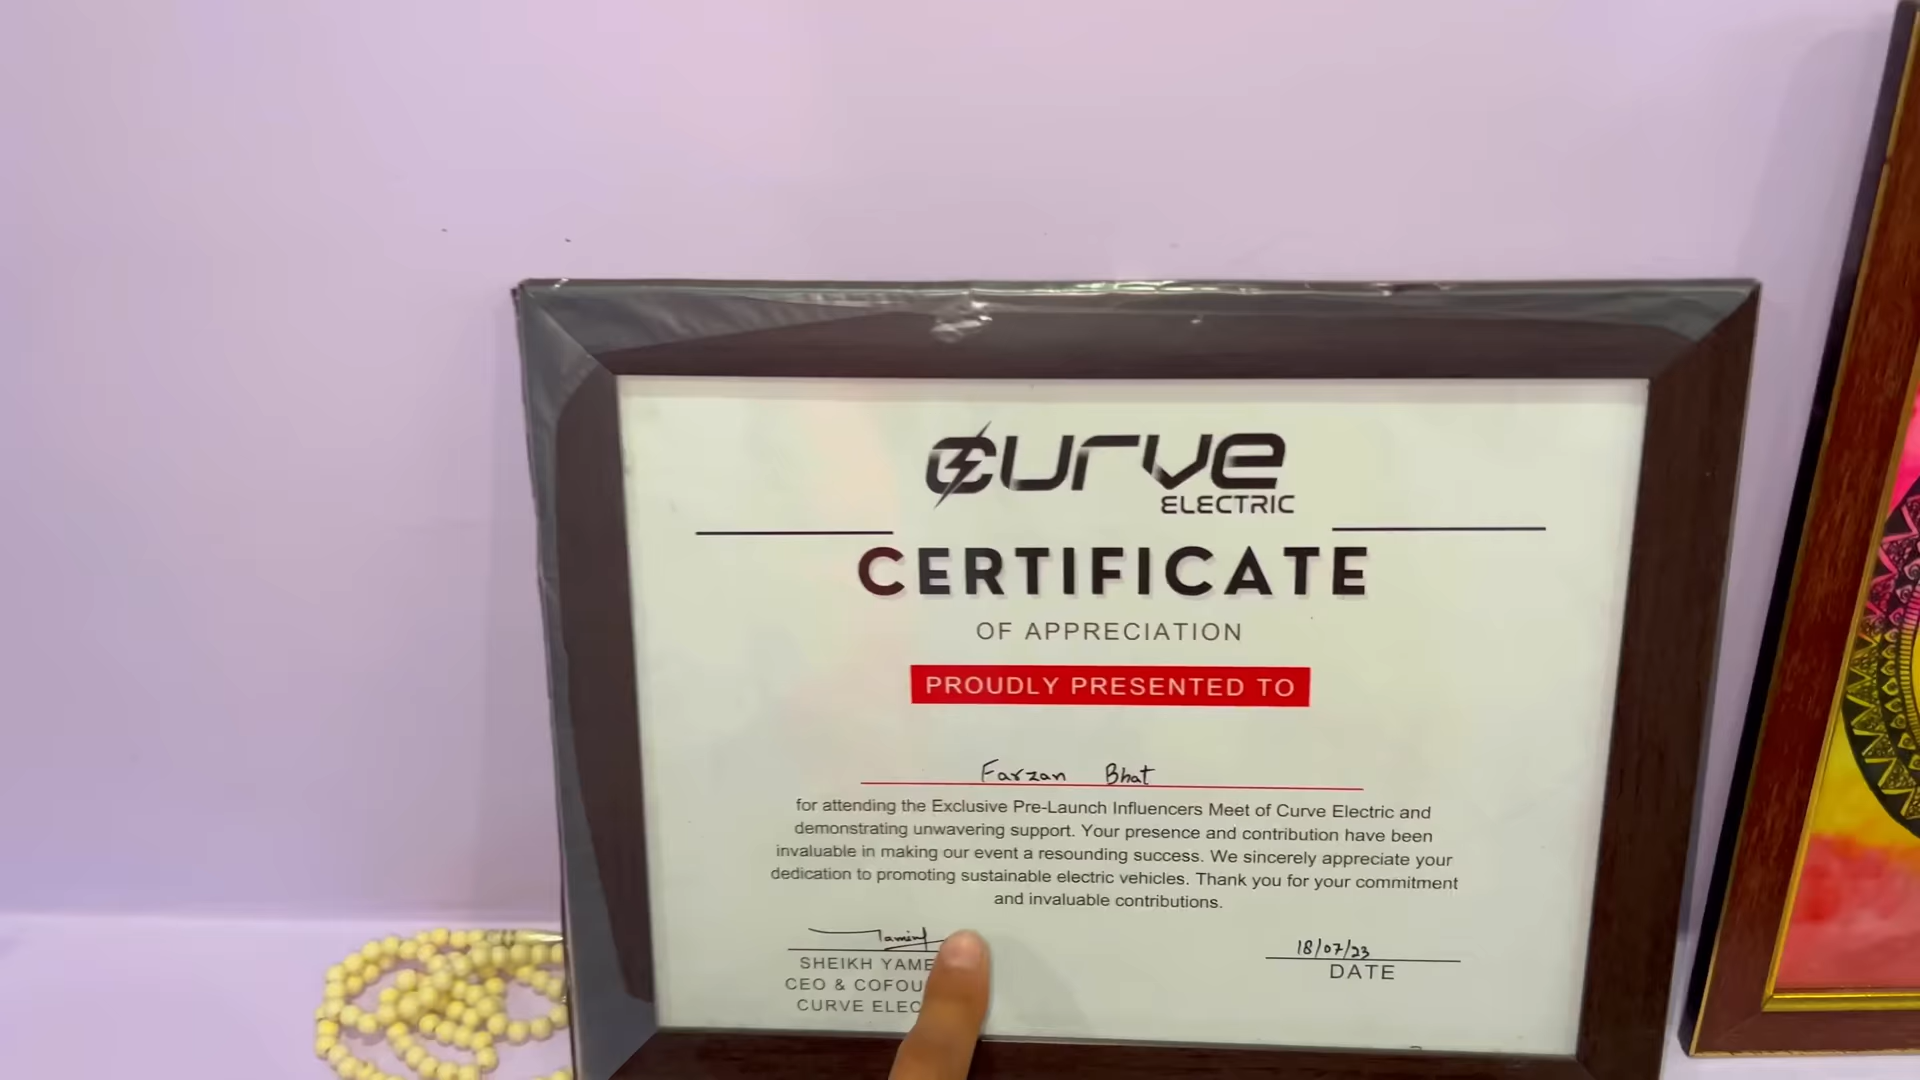 curve
ELECTRIC
CERTIFICATE
OF APPRECIATION
PROUDLY PRESENTED TO
Farzan Bhat
for attending the Exclusive Pre-Launch Influencers Meet of Curve Electric and
demonstrating unwavering support. Your presence and contribution have been
invaluable in making our event a resounding success. We sincerely appreciate your
dedication to promoting sustainable electric vehicles. Thank you for your commitment
and invaluable contributions.
18/07/23
SHEIKH
DATE
CEO &
CURVE